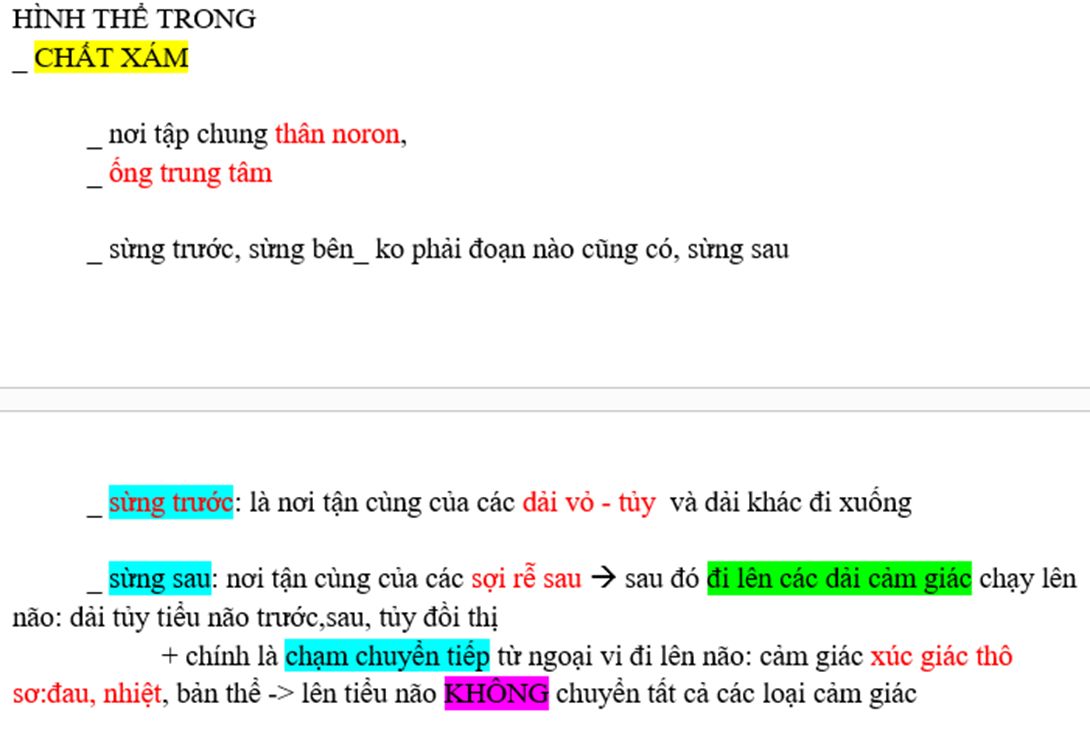 HÌNH THỂ TRONG
_ CHẤT XÁM
_ nơi tập chung thân noron,
_ ống trung tâm
_ sừng trước, sừng bên_ ko phải đoạn nào cũng có, sừng sau
_ sừng trước: là nơi tận cùng của các dải vỏ - tủy và dải khác đi xuống
_ sừng sau: nơi tận cùng của các sợi rễ sau → sau đó đi lên các dải cảm giác chạy lên
não: dải tủy tiểu não trước,sau, tủy đồi thị
+ chính là chạm chuyển tiếp từ ngoại vi đi lên não: cảm giác xúc giác thô
sơ:đau, nhiệt, bản thể -> lên tiểu não KHÔNG chuyển tất cả các loại cảm giác